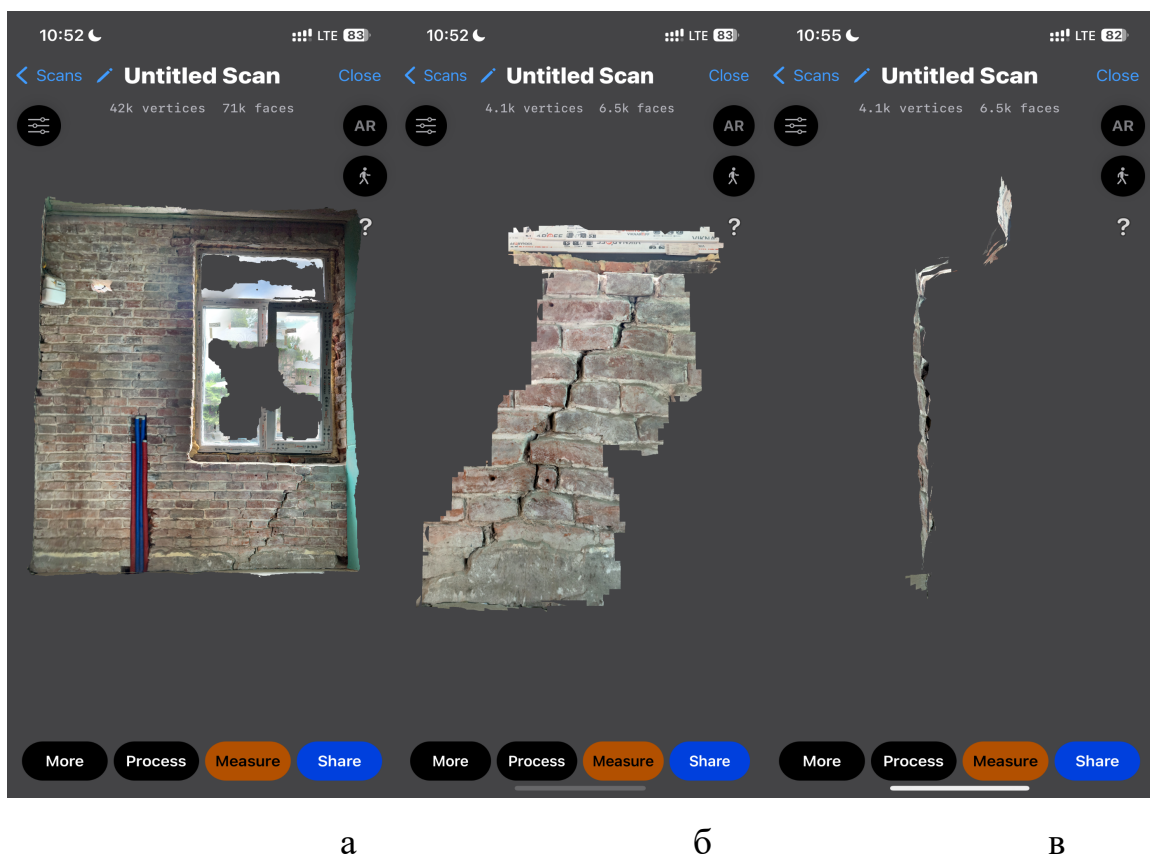 10:52
LTE 83
Scans
Untitled Scan
Close
42k vertices 71k faces
AR
?
More
Process
Measure
Share
а
10:52
LTE 83
Scans
Untitled Scan
Close
4.1k vertices 6.5k faces
AR
?
More
Process
Measure
Share
б
10:55
LTE 82
Scans
Untitled Scan
Close
4.1k vertices 6.5k faces
AR
?
More
Process
Measure
Share
в